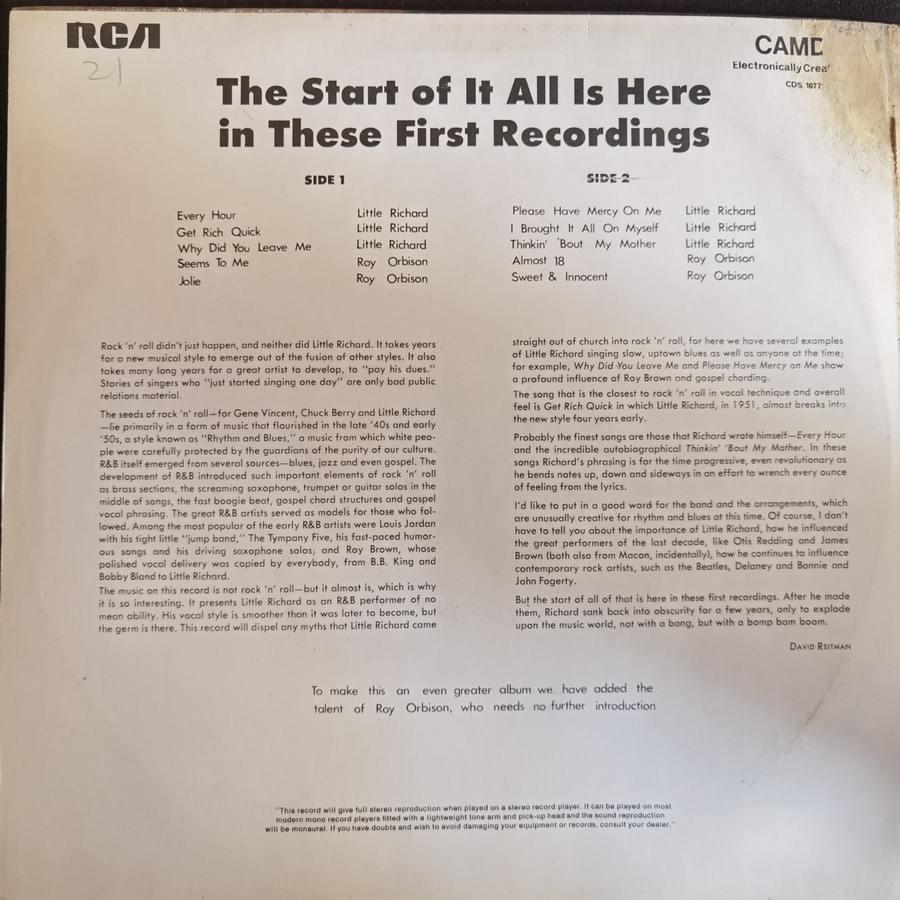 RCA
21
CAMD
Electronically Crea
CDS 1077
The Start of It All Is Here
in These First Recordings
SIDE 1
Every Hour Little Richard
Get Rich Quick Little Richard
Why Did You Leave Me Little Richard
Seems To Me Roy Orbison
Jolie Roy Orbison
SIDE 2
Please Have Mercy On Me Little Richard
I Brought It All On Myself Little Richard
Thinkin' 'Bout My Mother Little Richard
Almost 18 Roy Orbison
Sweet & Innocent Roy Orbison
Rock 'n' roll didn't just happen, and neither did Little Richard. It takes years
for a new musical style to emerge out of the fusion of other styles. It also
takes many long years for a great artist to develop, to "pay his dues."
Stories of singers who "just started singing one day" are only bad public
relations material.
The seeds of rock 'n' roll—for Gene Vincent, Chuck Berry and Little Richard
—lie primarily in a form of music that flourished in the late '40s and early
'50s, a style known as "Rhythm and Blues," a music from which white peo-
ple were carefully protected by the guardians of the purity of our culture.
R&B itself emerged from several sources—blues, jazz and even gospel. The
development of R&B introduced such important elements of rock 'n' roll
as brass sections, the screaming saxophone, trumpet or guitar solos in the
middle of songs, the fast boogie beat, gospel chord structures and gospel
vocal phrasing. The great R&B artists served as models for those who fol-
lowed. Among the most popular of the early R&B artists were Louis Jordan
with his tight little "jump band," The Tympany Five, his fast-paced humor-
ous songs and his driving saxophone solos; and Roy Brown, whose
polished vocal delivery was copied by everybody, from B.B. King and
Bobby Bland to Little Richard.
The music on this record is not rock 'n' roll—but it almost is, which is why
it is so interesting. It presents Little Richard as an R&B performer of no
mean ability. His vocal style is smoother than it was later to become, but
the germ is there. This record will dispel any myths that Little Richard came
straight out of church into rock 'n' roll, for here we have several examples
of Little Richard singing slow, uptown blues as well as anyone at the time;
for example, Why Did You Leave Me and Please Have Mercy on Me show
a profound influence of Roy Brown and gospel chording.
The song that is the closest to rock 'n' roll in vocal technique and overall
feel is Get Rich Quick in which Little Richard, in 1951, almost breaks into
the new style four years early.
Probably the finest songs are those that Richard wrote himself—Every Hour
and the incredible autobiographical Thinkin' 'Bout My Mother. In these
songs Richard's phrasing is for the time progressive, even revolutionary as
he bends notes up, down and sideways in an effort to wrench every ounce
of feeling from the lyrics.
I'd like to put in a good word for the band and the arrangements, which
are unusually creative for rhythm and blues at this time. Of course, I don't
have to tell you about the importance of Little Richard, how he influenced
the great performers of the last decade, like Otis Redding and James
Brown (both also from Macon, incidentally), how he continues to influence
contemporary rock artists, such as the Beatles, Delaney and Bonnie and
John Fogerty.
But the start of all of that is here in these first recordings. After he made
them, Richard sank back into obscurity for a few years, only to explode
upon the music world, not with a bang, but with a bomp bam boom.
DAVID REITMAN
To make this an even greater album we have added the
talent of Roy Orbison, who needs no further introduction
"This record will give full stereo reproduction when played on a stereo record player. It can be played on most
modern mono record players fitted with a lightweight tone arm and pick-up head and the sound reproduction
will be monaural. If you have doubts and wish to avoid damaging your equipment or records, consult your dealer."